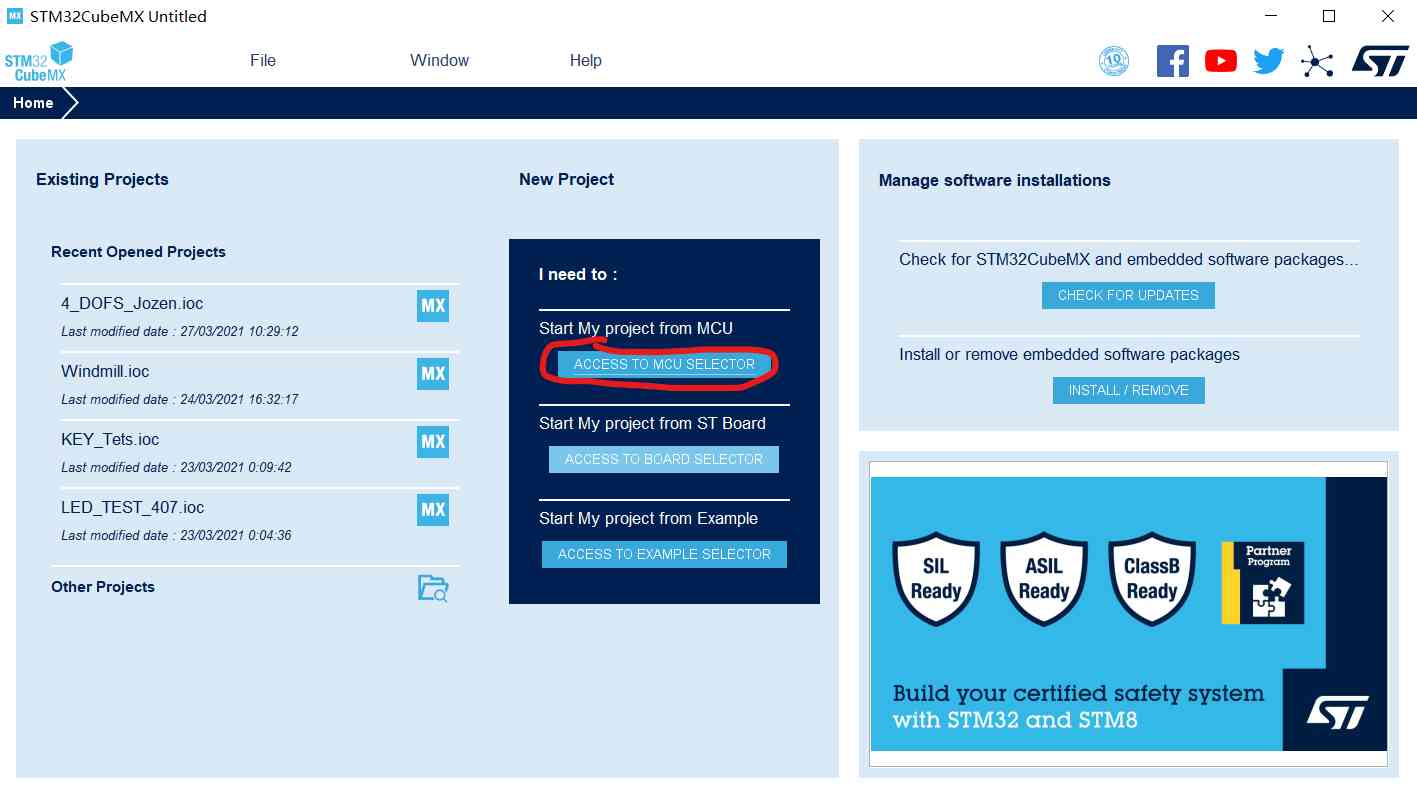 MX STM32CubeMX Untitled
STM32
CubeMX
File
Window
Help
10
ST
Home
Existing Projects
Recent Opened Projects
4_DOFS_Jozen.ioc
MX
Last modified date : 27/03/2021 10:29:12
Windmill.ioc
MX
Last modified date : 24/03/2021 16:32:17
KEY_Tets.ioc
MX
Last modified date : 23/03/2021 0:09:42
LED_TEST_407.ioc
MX
Last modified date : 23/03/2021 0:04:36
Other Projects
New Project
I need to :
Start My project from MCU
ACCESS TO MCU SELECTOR
Start My project from ST Board
ACCESS TO BOARD SELECTOR
Start My project from Example
ACCESS TO EXAMPLE SELECTOR
Manage software installations
Check for STM32CubeMX and embedded software packages...
CHECK FOR UPDATES
Install or remove embedded software packages
INSTALL / REMOVE
SIL
Ready
ASIL
Ready
ClassB
Ready
Partner
Program
Build your certified safety system
with STM32 and STM8
ST